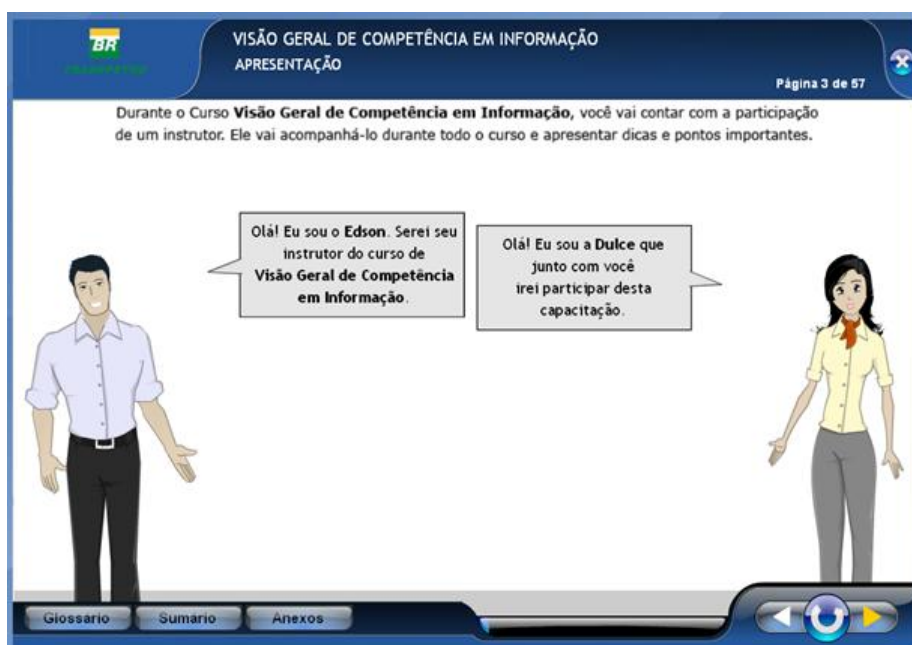 BR
VISÃO GERAL DE COMPETÊNCIA EM INFORMAÇÃO
APRESENTAÇÃO
Página 3 de 57
Durante o Curso Visão Geral de Competência em Informação, você vai contar com a participação
de um instrutor. Ele vai acompanhá-lo durante todo o curso e apresentar dicas e pontos importantes.
Olá! Eu sou o Edson. Serei seu
instrutor do curso de
Visão Geral de Competência
em Informação.
Olá! Eu sou a Dulce que
junto com você
irei participar desta
capacitação.
Glossário
Sumário
Anexos